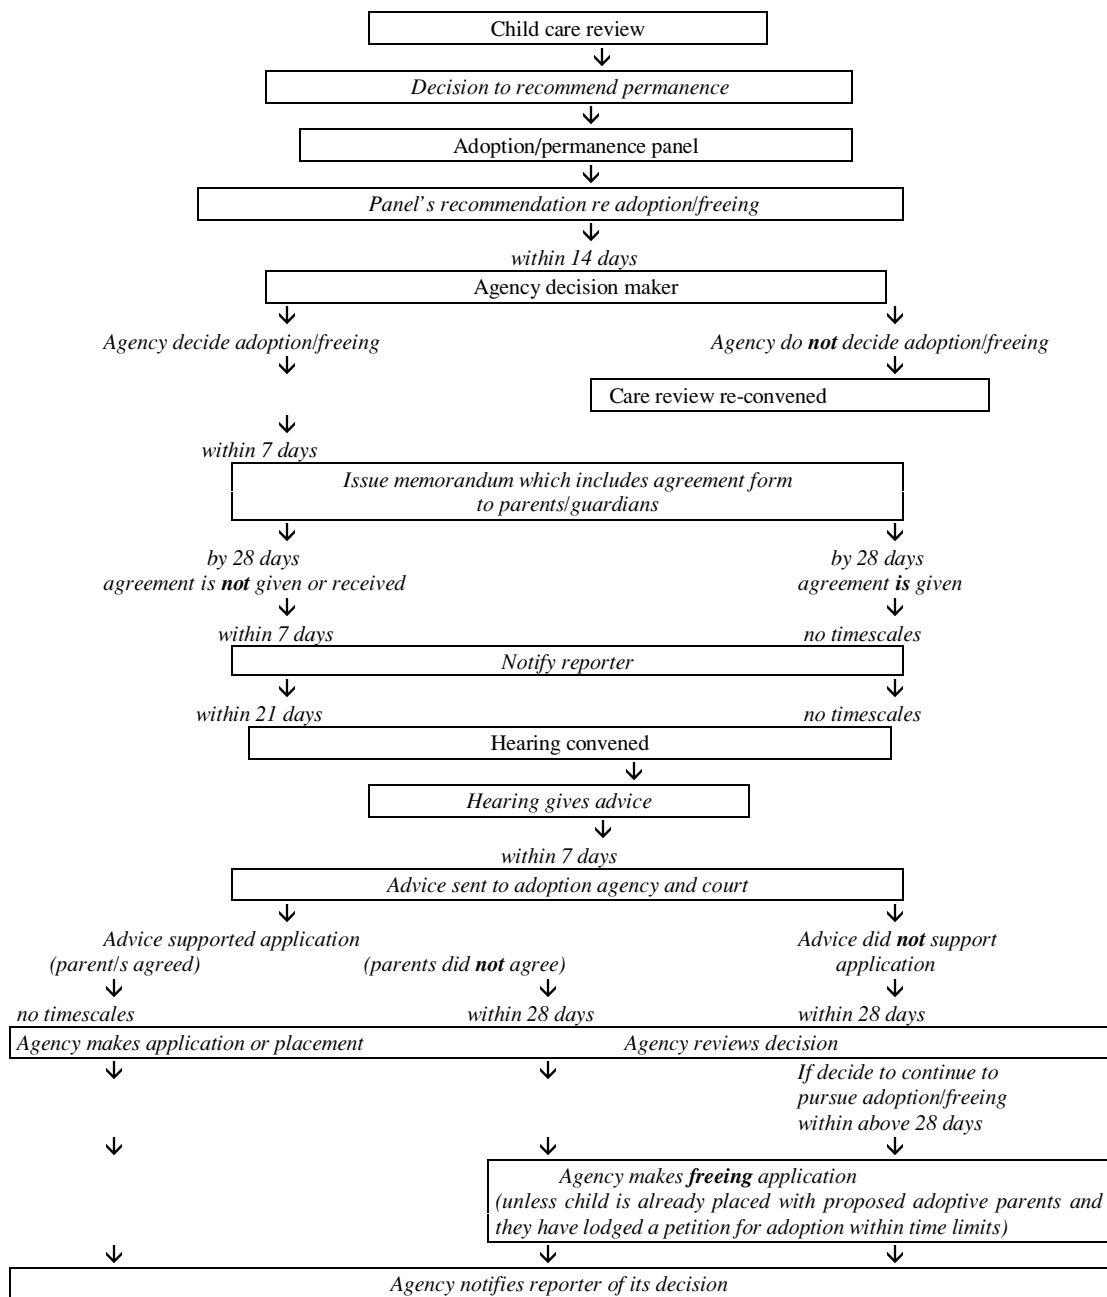 Child care review
Decision to recommend permanence
Adoption/permanence panel
Panel's recommendation re adoption/freeing
within 14 days
Agency decision maker
Agency decide adoption/freeing
Agency do not decide adoption/freeing
Care review re-convened
within 7 days
Issue memorandum which includes agreement form
to parents/guardians
by 28 days
agreement is not given or received
by 28 days
agreement is given
within 7 days
no timescales
Notify reporter
within 21 days
no timescales
Hearing convened
Hearing gives advice
within 7 days
Advice sent to adoption agency and court
Advice supported application
(parent/s agreed)
(parents did not agree)
Advice did not support
application
no timescales
within 28 days
within 28 days
Agency makes application or placement
Agency reviews decision
If decide to continue to
pursue adoption/freeing
within above 28 days
Agency makes freeing application
(unless child is already placed with proposed adoptive parents and
they have lodged a petition for adoption within time limits)
Agency notifies reporter of its decision